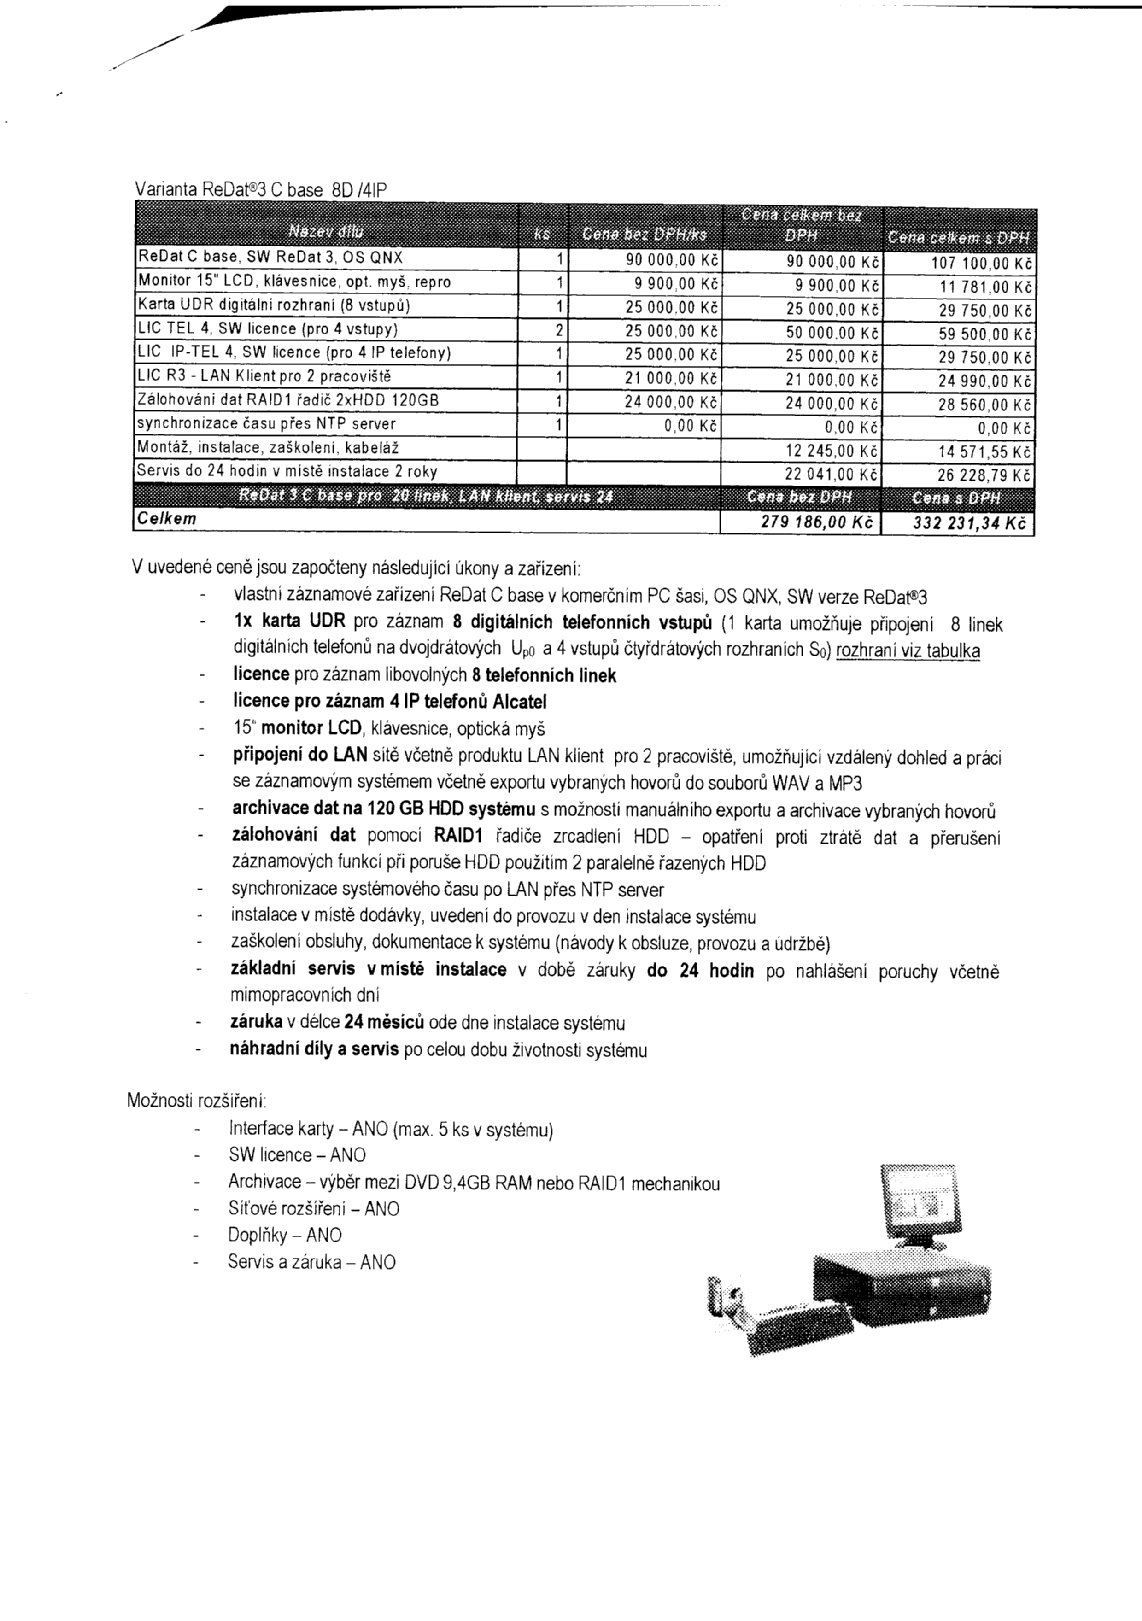 Varianta ReDat®3 C base 8D /4IP
Název dílu ks Cena bez DPH/ks Cena celkem bez DPH Cena celkem s DPH
ReDat C base, SW ReDat 3, OS QNX 1 90 000,00 Kč 90 000,00 Kč 107 100,00 Kč
Monitor 15" LCD, klávesnice, opt. myš, repro 1 9 900,00 Kč 9 900,00 Kč 11 781,00 Kč
Karta UDR digitální rozhraní (8 vstupů) 1 25 000,00 Kč 25 000,00 Kč 29 750,00 Kč
LIC TEL 4, SW licence (pro 4 vstupy) 2 25 000,00 Kč 50 000,00 Kč 59 500,00 Kč
LIC IP-TEL 4, SW licence (pro 4 IP telefony) 1 25 000,00 Kč 25 000,00 Kč 29 750,00 Kč
LIC R3 - LAN Klient pro 2 pracoviště 1 21 000,00 Kč 21 000,00 Kč 24 990,00 Kč
Zálohování dat RAID1 řadič 2xHDD 120GB 1 24 000,00 Kč 24 000,00 Kč 28 560,00 Kč
synchronizace času přes NTP server 1 0,00 Kč 0,00 Kč 0,00 Kč
Montáž, instalace, zaškolení, kabeláž 12 245,00 Kč 14 571,55 Kč
Servis do 24 hodin v místě instalace 2 roky 22 041,00 Kč 26 228,79 Kč
ReDat 3 C base pro 20 linek, LAN klient, servis 24 Cena bez DPH Cena s DPH
Celkem 279 186,00 Kč 332 231,34 Kč
V uvedené ceně jsou započteny následující úkony a zařízení:
- vlastní záznamové zařízení ReDat C base v komerčním PC šasi, OS QNX, SW verze ReDat®3
- 1x karta UDR pro záznam 8 digitálních telefonních vstupů (1 karta umožňuje připojení 8 linek
digitálních telefonů na dvojdrátových Up0 a 4 vstupů čtyřdrátových rozhraních S0) rozhraní viz tabulka
- licence pro záznam libovolných 8 telefonních linek
- licence pro záznam 4 IP telefonů Alcatel
- 15" monitor LCD, klávesnice, optická myš
- připojení do LAN sítě včetně produktu LAN klient pro 2 pracoviště, umožňující vzdálený dohled a práci
se záznamovým systémem včetně exportu vybraných hovorů do souborů WAV a MP3
- archivace dat na 120 GB HDD systému s možností manuálního exportu a archivace vybraných hovorů
- zálohování dat pomocí RAID1 řadiče zrcadlení HDD – opatření proti ztrátě dat a přerušení
záznamových funkcí při poruše HDD použitím 2 paralelně řazených HDD
- synchronizace systémového času po LAN přes NTP server
- instalace v místě dodávky, uvedení do provozu v den instalace systému
- zaškolení obsluhy, dokumentace k systému (návody k obsluze, provozu a údržbě)
- základní servis v místě instalace v době záruky do 24 hodin po nahlášení poruchy včetně
mimopracovních dní
- záruka v délce 24 měsíců ode dne instalace systému
- náhradní díly a servis po celou dobu životnosti systému
Možnosti rozšíření:
- Interface karty – ANO (max. 5 ks v systému)
- SW licence – ANO
- Archivace – výběr mezi DVD 9,4GB RAM nebo RAID1 mechanikou
- Síťové rozšíření – ANO
- Doplňky – ANO
- Servis a záruka – ANO